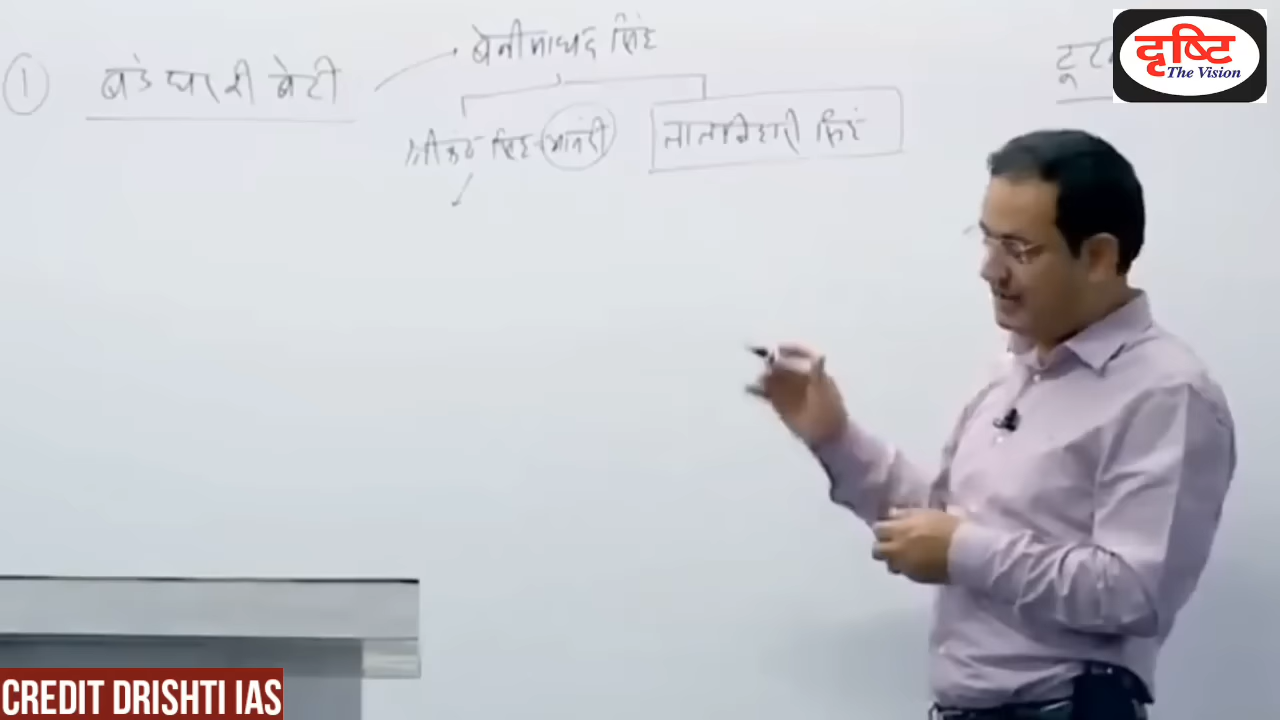 ① बडे घर की बेटी
बेनीमाधव सिंह
श्रीकंठ सिंह-आनंदी
लालबिहारी सिंह
दृष्टि
The Vision
CREDIT DRISHTI IAS